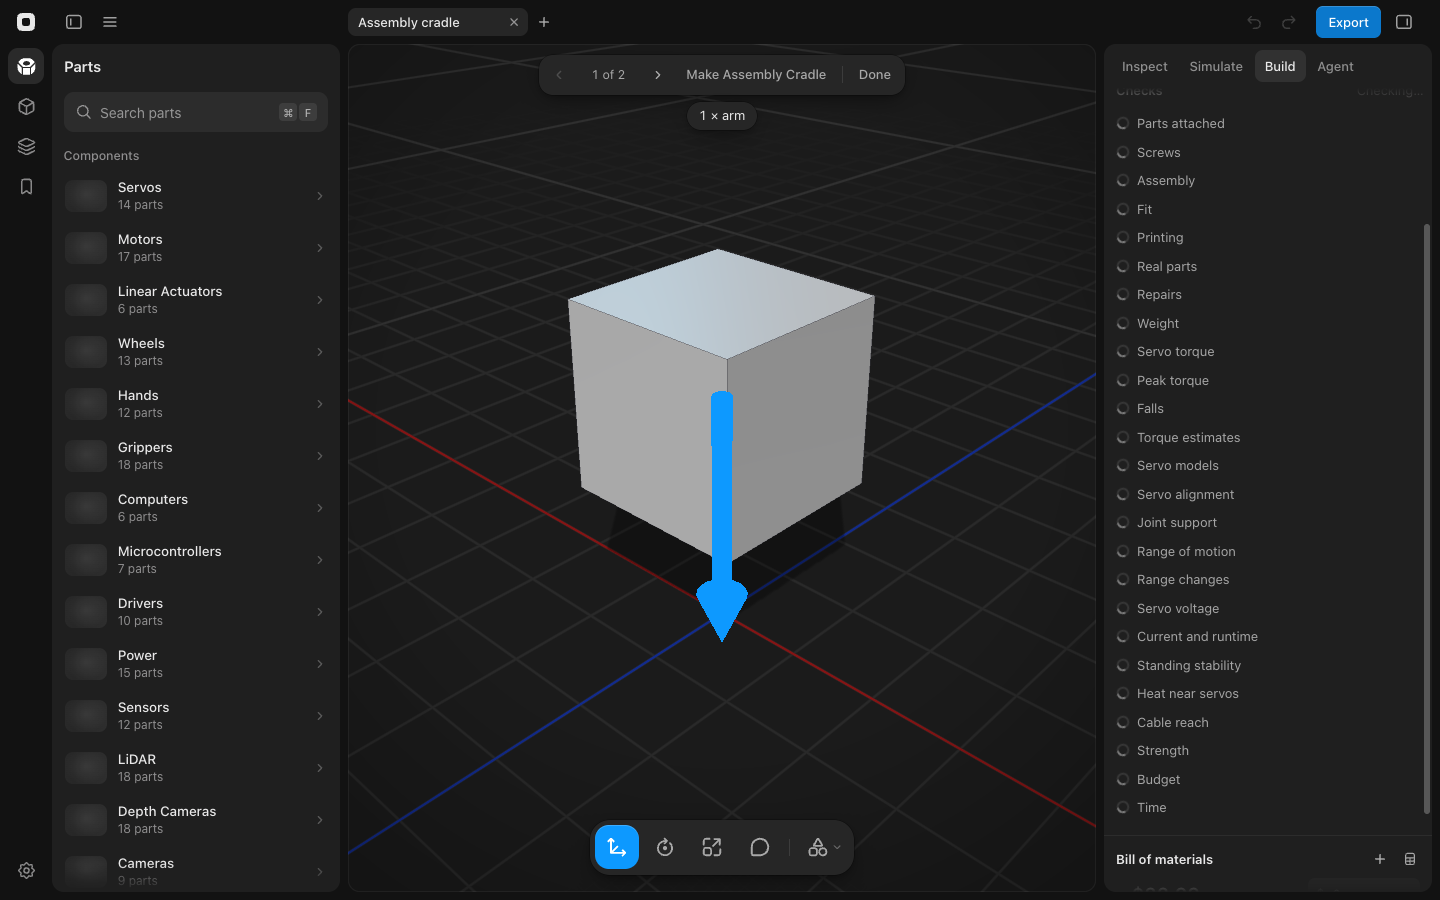 Assembly cradle
Export
Parts
Search parts
⌘ F
Components
Servos
14 parts
Motors
17 parts
Linear Actuators
6 parts
Wheels
13 parts
Hands
12 parts
Grippers
18 parts
Computers
6 parts
Microcontrollers
7 parts
Drivers
10 parts
Power
15 parts
Sensors
12 parts
LiDAR
18 parts
Depth Cameras
18 parts
Cameras
9 parts
1 of 2
Make Assembly Cradle
Done
1 × arm
Inspect
Simulate
Build
Agent
Checks
Checking...
Parts attached
Screws
Assembly
Fit
Printing
Real parts
Repairs
Weight
Servo torque
Peak torque
Falls
Torque estimates
Servo models
Servo alignment
Joint support
Range of motion
Range changes
Servo voltage
Current and runtime
Standing stability
Heat near servos
Cable reach
Strength
Budget
Time
Bill of materials